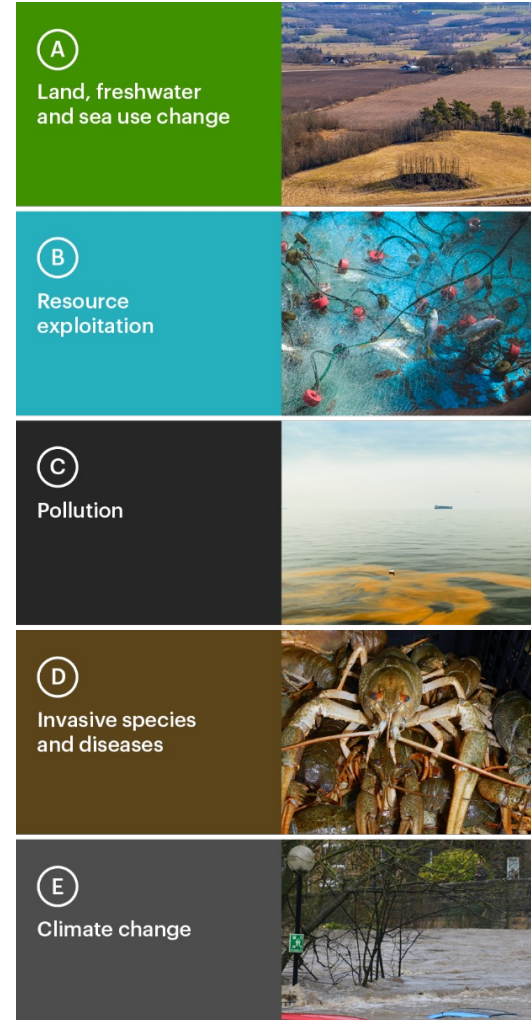 A
Land, freshwater
and sea use change
B
Resource
exploitation
C
Pollution
D
Invasive species
and diseases
E
Climate change